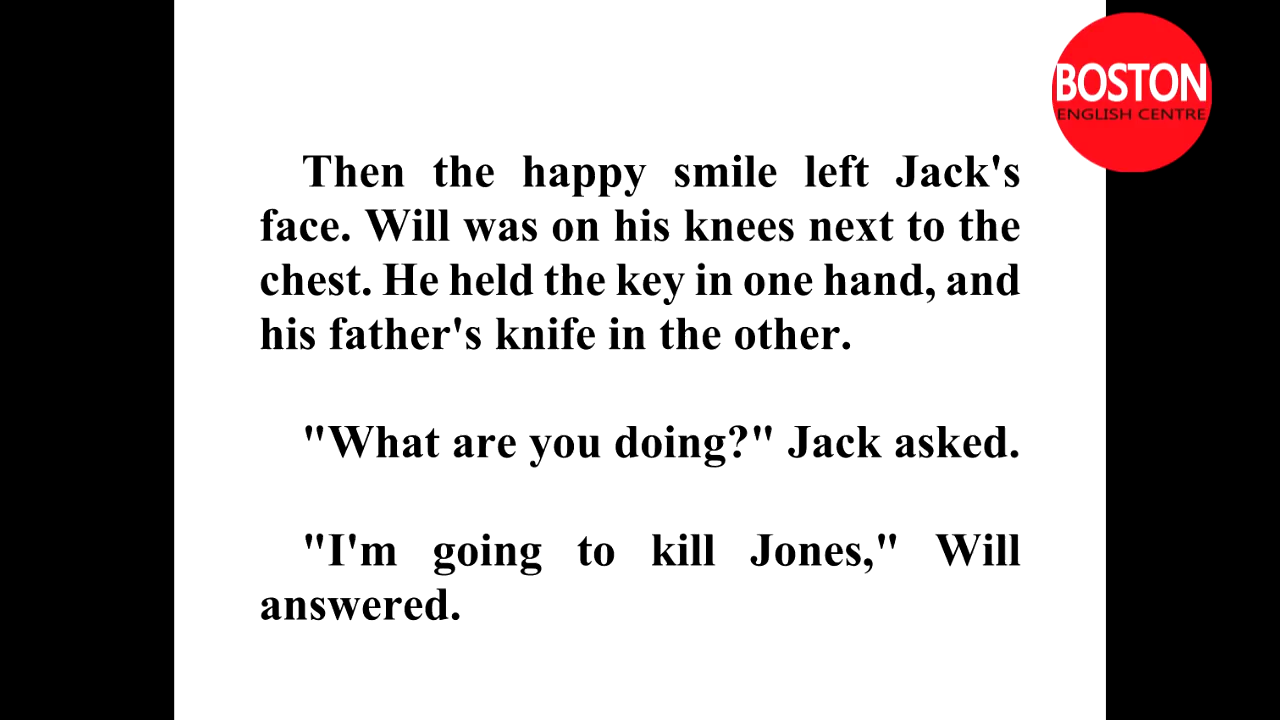 BOSTON
ENGLISH CENTRE
Then the happy smile left Jack's
face. Will was on his knees next to the
chest. He held the key in one hand, and
his father's knife in the other.
"What are you doing?" Jack asked.
"I'm going to kill Jones," Will
answered.